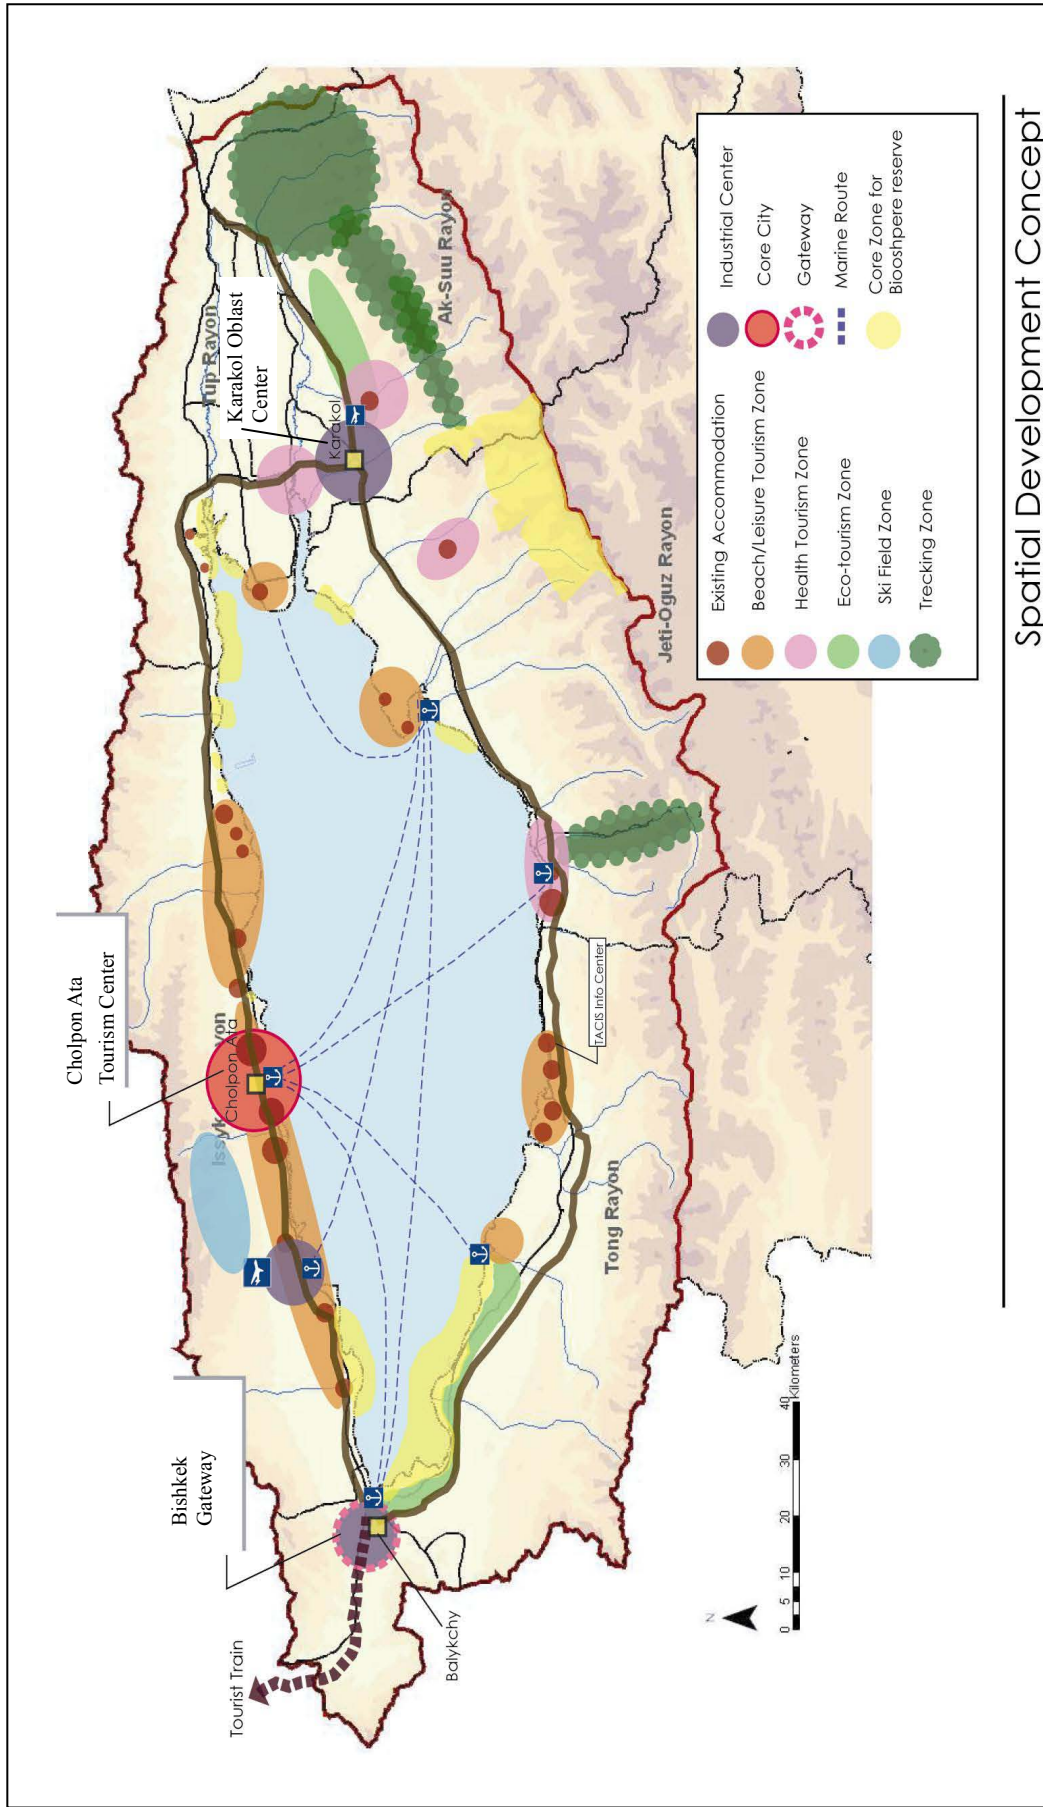 Cholpon Ata
Tourism Center
Bishkek
Gateway
Tourist Train
Balykchy
Issyk
yon
Cholpon Ata
Tup Rayon
Karakol Oblast
Center
Karakol
Ak-Suu Rayon
Jeti-Oguz Rayon
Tong Rayon
TACIS Info Center
N
0 5 10 20 30 40
Kilometers
Existing Accommodation
Beach/Leisure Tourism Zone
Health Tourism Zone
Eco-tourism Zone
Ski Field Zone
Trecking Zone
Industrial Center
Core City
Gateway
Marine Route
Core Zone for
Biooshpere reserve
Spatial Development Concept